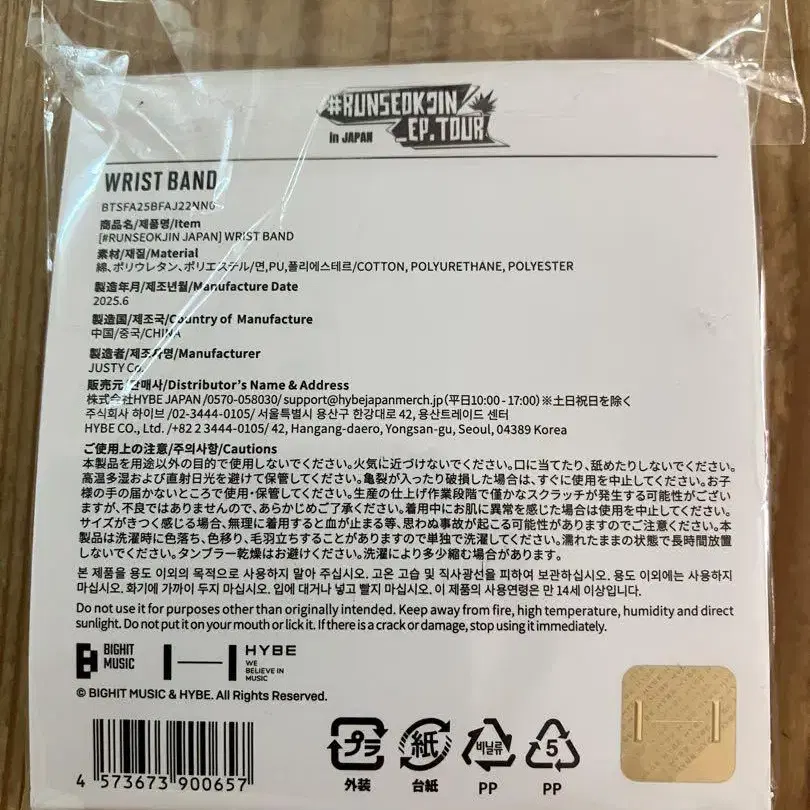 #RUNSEOKJIN
in JAPAN _EP.TOUR
WRIST BAND
BTSFA25BFAJ22NN0
商品名/제품명/Item
[#RUNSEOKJIN JAPAN] WRIST BAND
素材/재질/Material
綿、ポリウレタン、ポリエステル/면,PU,폴리에스테르/COTTON, POLYURETHANE, POLYESTER
製造年月/제조년월/Manufacture Date
2025.6
製造国/제조국/Country of Manufacture
中国/중국/CHINA
製造者/제조자명/Manufacturer
JUSTY Co.
販売元/판매사/Distributor's Name & Address
株式会社HYBE JAPAN /0570-058030/ support@hybejapanmerch.jp（平日10:00 - 17:00）※土日祝日を除く
주식회사 하이브 /02-3444-0105/ 서울특별시 용산구 한강대로 42, 용산트레이드 센터
HYBE CO., Ltd. /+82 2 3444-0105/ 42, Hangang-daero, Yongsan-gu, Seoul, 04389 Korea
ご使用上の注意/주의사항/Cautions
本製品を用途以外の目的で使用しないでください。火気に近づけないでください。口に当てたり、舐めたりしないでください。
高温多湿および直射日光を避けて保管してください。亀裂が入ったり破損した場合は、すぐに使用を中止してください。お子
様の手の届かないところで使用・保管してください。生産の仕上げ作業段階で僅かなスクラッチが発生する可能性がござい
ますが、不良ではありませんので、あらかじめご了承ください。着用中にお肌に異常を感じた場合は使用を中止してください。
サイズがきつく感じる場合、無理に着用すると血が止まる等、思わぬ事故が起こる可能性がありますのでご注意ください。本
製品は洗濯時に色落ち、色移り、毛羽立ちすることがありますので単独で洗濯してください。濡れたままの状態で長時間放置
しないでください。タンブラー乾燥はお避けください。洗濯により多少縮む場合があります。
본 제품을 용도 이외의 목적으로 사용하지 말아 주십시오. 고온 고습 및 직사광선을 피하여 보관하십시오. 용도 이외에는 사용하지
마십시오. 화기에 가까이 두지 마십시오. 입에 대거나 넣고 빨지 마십시오. 이 제품의 사용연령은 만 14세 이상입니다.
Do not use it for purposes other than originally intended. Keep away from fire, high temperature, humidity and direct
sunlight. Do not put it on your mouth or lick it. If there is a crack or damage, stop using it immediately.
BIGHIT
MUSIC
HYBE
WE
BELIEVE IN
MUSIC
© BIGHIT MUSIC & HYBE. All Rights Reserved.
4 573673 900657
プラ
外装
紙
台紙
비닐류
PP
5
PP